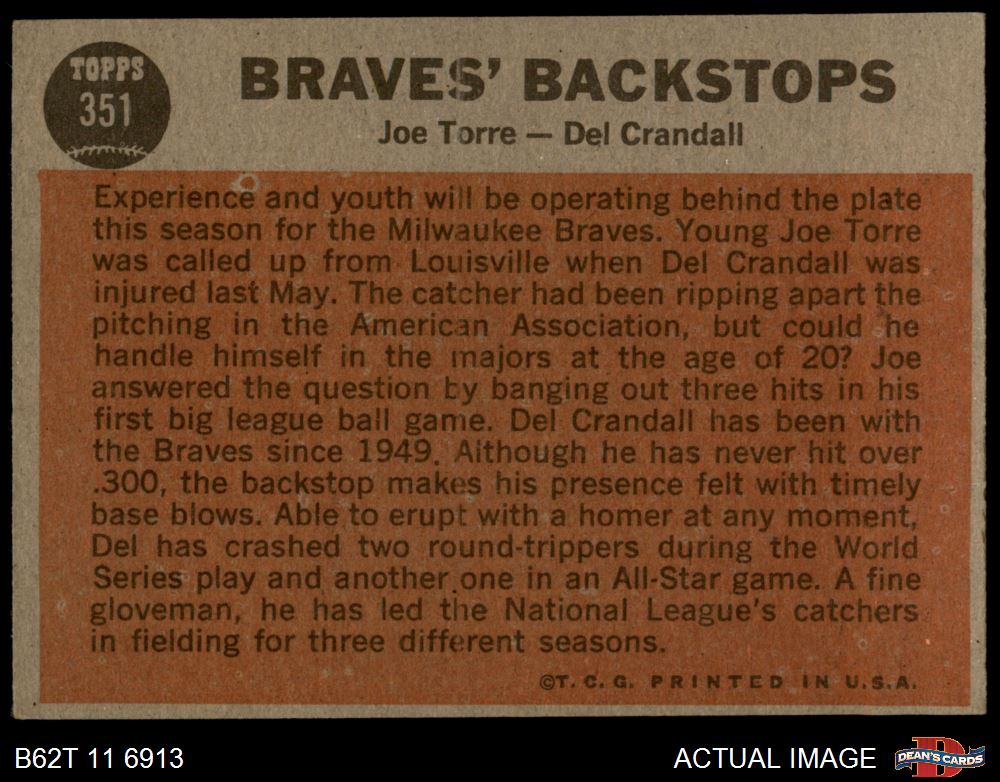 TOPPS
351
BRAVES' BACKSTOPS
Joe Torre — Del Crandall
Experience and youth will be operating behind the plate
this season for the Milwaukee Braves. Young Joe Torre
was called up from Louisville when Del Crandall was
injured last May. The catcher had been ripping apart the
pitching in the American Association, but could he
handle himself in the majors at the age of 20? Joe
answered the question by banging out three hits in his
first big league ball game. Del Crandall has been with
the Braves since 1949. Although he has never hit over
.300, the backstop makes his presence felt with timely
base blows. Able to erupt with a homer at any moment,
Del has crashed two round-trippers during the World
Series play and another one in an All-Star game. A fine
gloveman, he has led the National League's catchers
in fielding for three different seasons.
©T. C. G. PRINTED IN U.S.A.
B62T 11 6913
ACTUAL IMAGE
D
DEAN'S CARDS